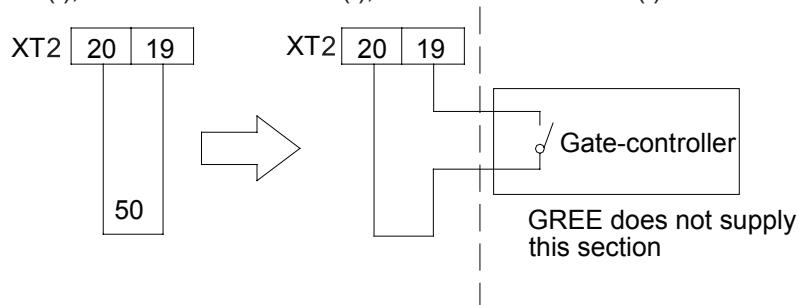 XT2 20 19
XT2 20 19
50
Gate-controller
GREE does not supply
this section